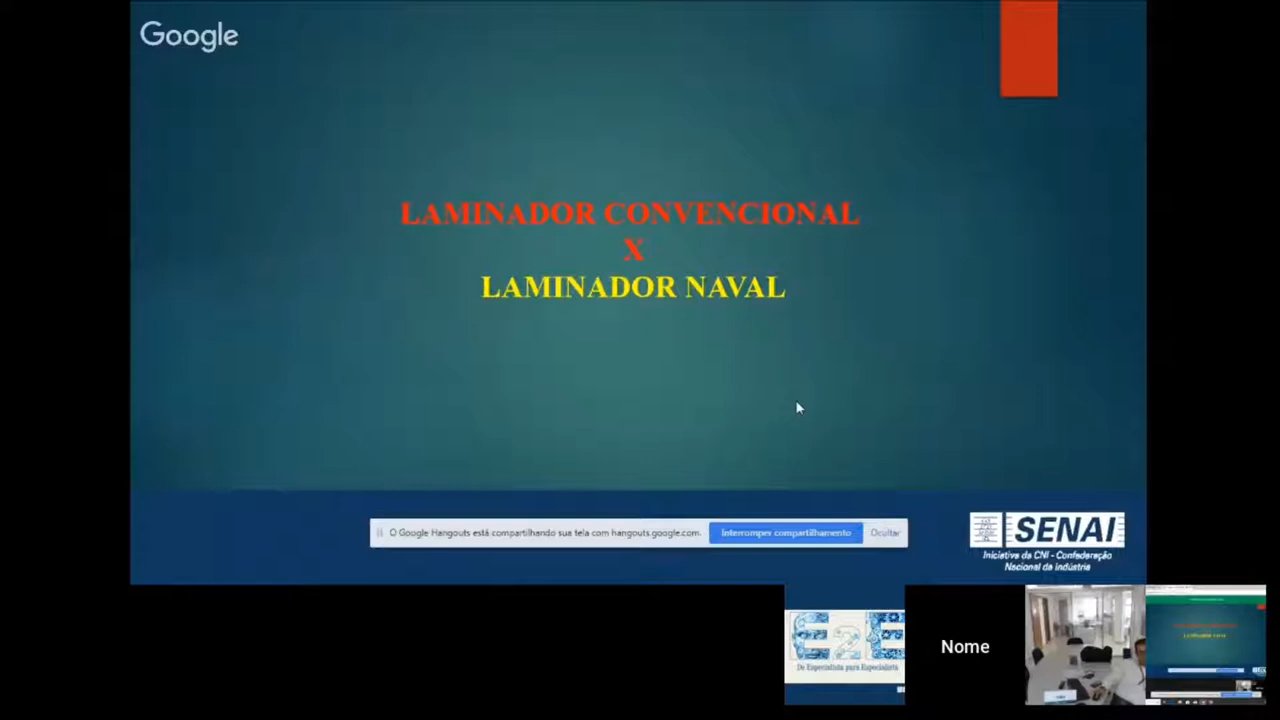 Google
LAMINADOR CONVENCIONAL
X
LAMINADOR NAVAL
O Google Hangouts está compartilhando sua tela com hangouts.google.com.
Interromper compartilhamento
Ocultar
SENAI
Iniciativa da CNI - Confederação
Nacional da Indústria
E2E
De Especialista para Especialista
Nome